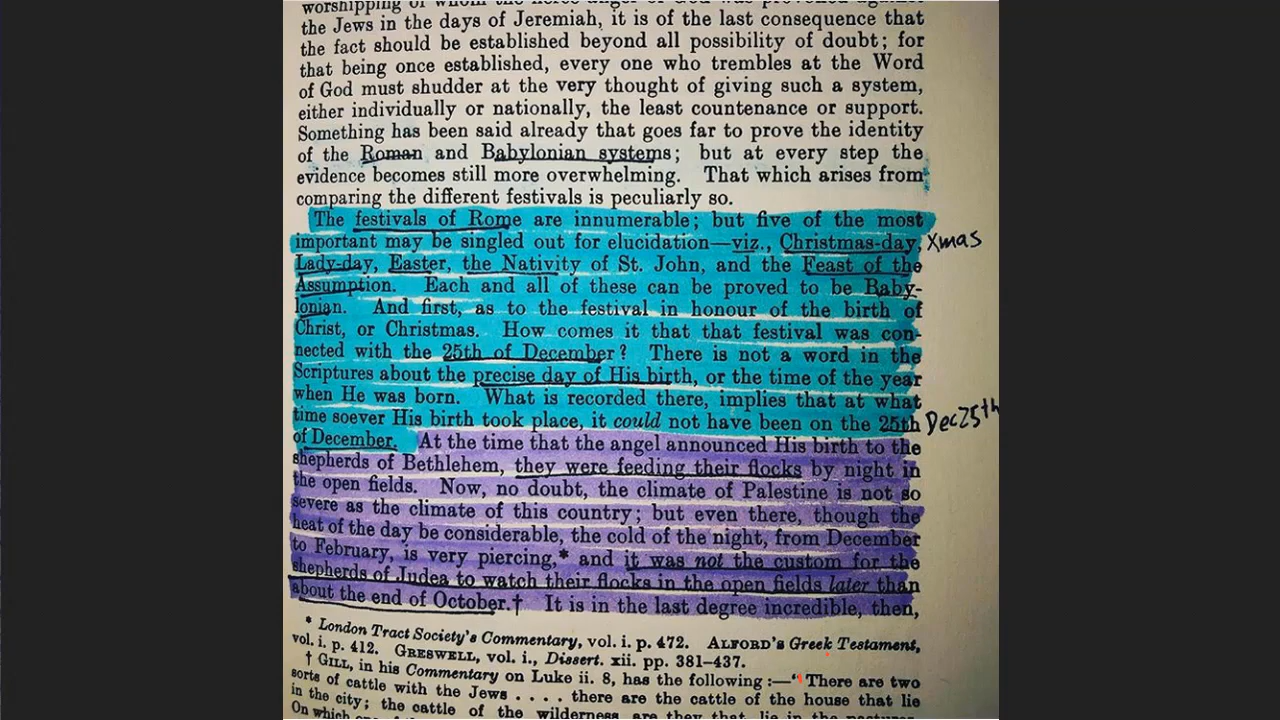 worshipping of whom the fierce anger of God was provoked against
the Jews in the days of Jeremiah, it is of the last consequence that
the fact should be established beyond all possibility of doubt; for
that being once established, every one who trembles at the Word
of God must shudder at the very thought of giving such a system,
either individually or nationally, the least countenance or support.
Something has been said already that goes far to prove the identity
of the Roman and Babylonian systems; but at every step the
evidence becomes still more overwhelming. That which arises from
comparing the different festivals is peculiarly so.
The festivals of Rome are innumerable; but five of the most
important may be singled out for elucidation—viz., Christmas-day, Xmas
Lady-day, Easter, the Nativity of St. John, and the Feast of the
Assumption. Each and all of these can be proved to be Baby-
lonian. And first, as to the festival in honour of the birth of
Christ, or Christmas. How comes it that that festival was con-
nected with the 25th of December? There is not a word in the
Scriptures about the precise day of His birth, or the time of the year
when He was born. What is recorded there, implies that at what
time soever His birth took place, it could not have been on the 25th Dec 25th
of December. At the time that the angel announced His birth to the
shepherds of Bethlehem, they were feeding their flocks by night in
the open fields. Now, no doubt, the climate of Palestine is not so
severe as the climate of this country; but even there, though the
heat of the day be considerable, the cold of the night, from December
to February, is very piercing,* and it was not the custom for the
shepherds of Judea to watch their flocks in the open fields later than
about the end of October.† It is in the last degree incredible, then,
* London Tract Society's Commentary, vol. i. p. 472. ALFORD'S Greek Testament,
vol. i. p. 412. GRESWELL, vol. i., Dissert. xii. pp. 381-437.
† GILL, in his Commentary on Luke ii. 8, has the following:—"There are two
sorts of cattle with the Jews . . . . there are the cattle of the house that lie
in the city; the cattle of the wilderness are they that lie in the pastures.
On which one of the